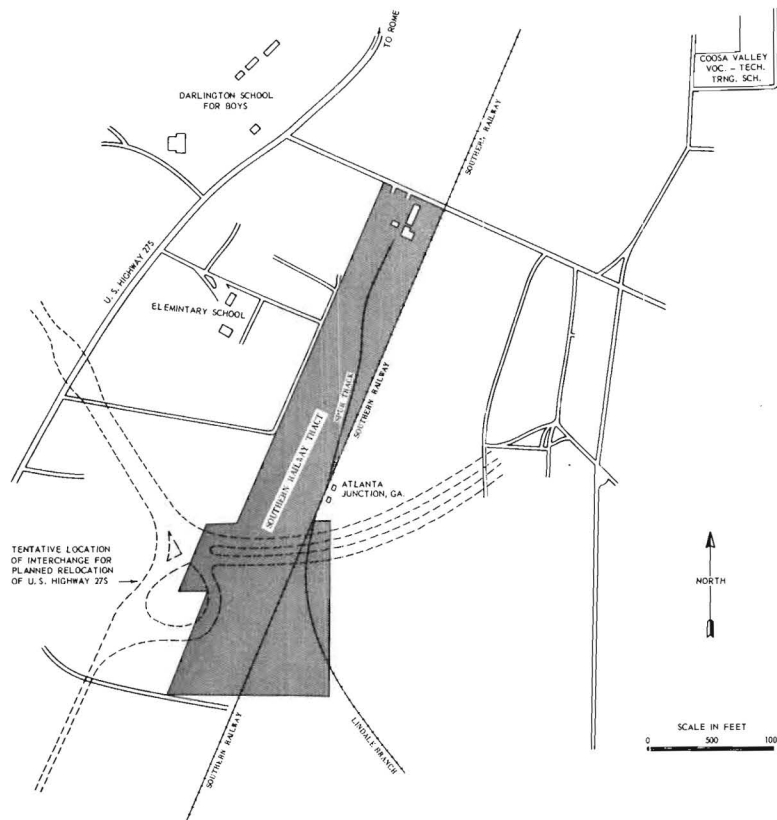 TO ROME
COOSA VALLEY
VOC. - TECH.
TRNG. SCH.
DARLINGTON SCHOOL
FOR BOYS
SOUTHERN RAILWAY
U. S. HIGHWAY 27S
ELEMINTARY SCHOOL
SPUR TRACK
SOUTHERN RAILWAY
SOUTHERN RAILWAY TRACT
ATLANTA
JUNCTION, GA.
TENTATIVE LOCATION
OF INTERCHANGE FOR
PLANNED RELOCATION
OF U. S. HIGHWAY 27S
NORTH
SOUTHERN RAILWAY
LINDALE BRANCH
SCALE IN FEET
0 500 100